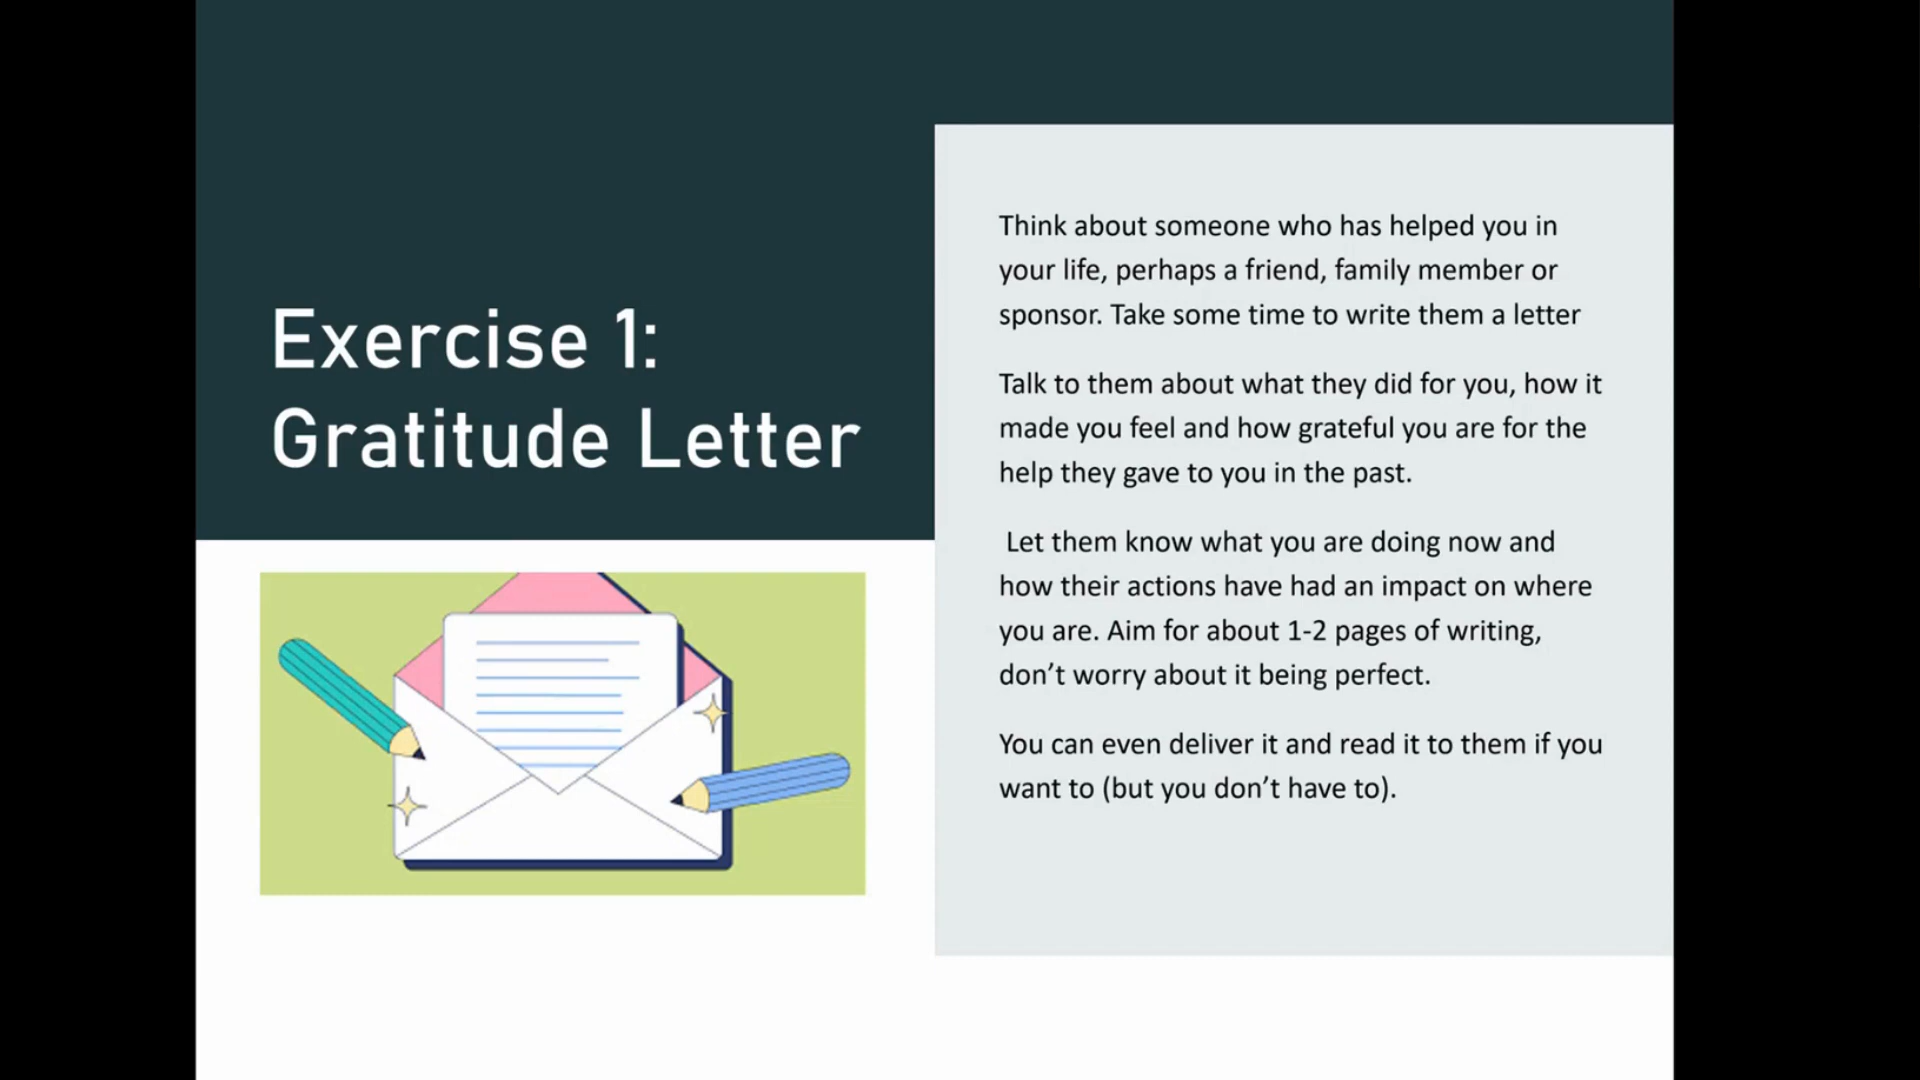 Exercise 1:
Gratitude Letter
Think about someone who has helped you in
your life, perhaps a friend, family member or
sponsor. Take some time to write them a letter
Talk to them about what they did for you, how it
made you feel and how grateful you are for the
help they gave to you in the past.
Let them know what you are doing now and
how their actions have had an impact on where
you are. Aim for about 1-2 pages of writing,
don’t worry about it being perfect.
You can even deliver it and read it to them if you
want to (but you don’t have to).